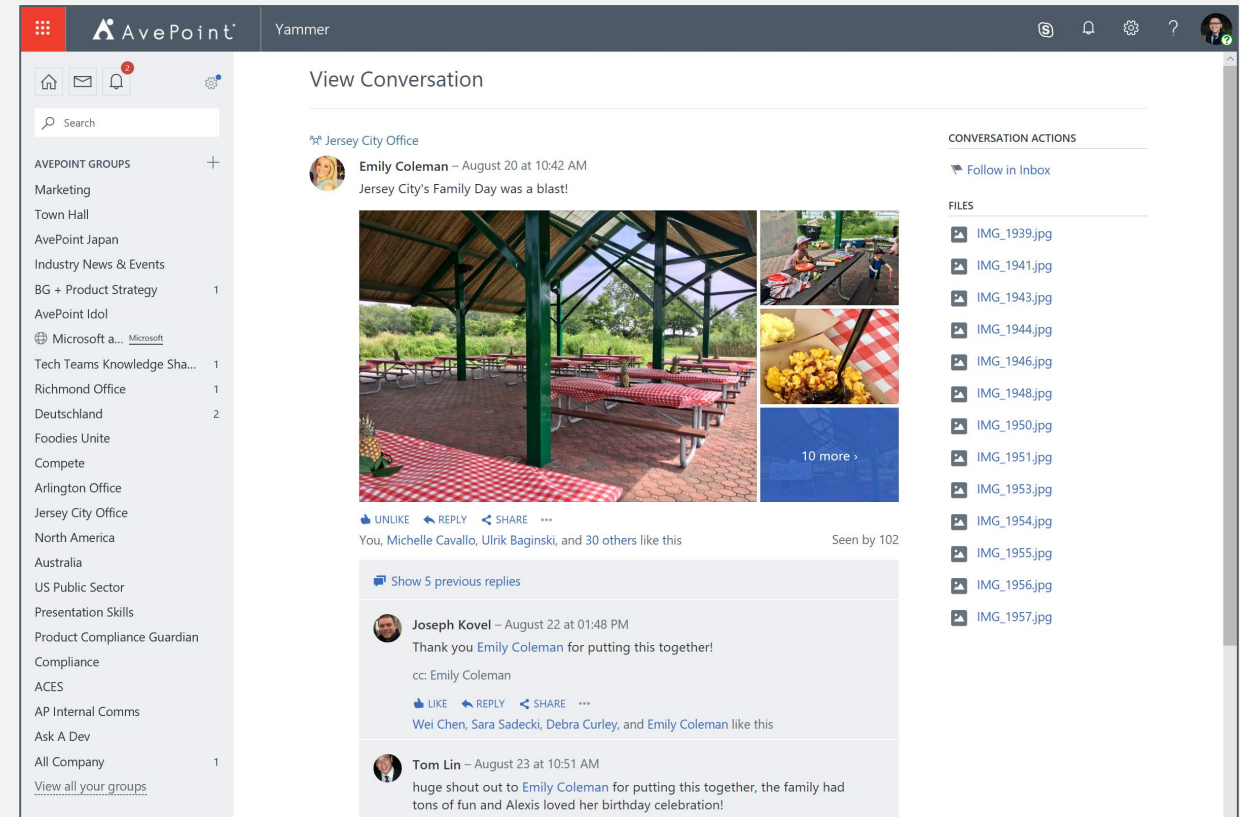 AvePoint
Yammer
?
?
2
Search
AVEPOINT GROUPS
Marketing
Town Hall
AvePoint Japan
Industry News & Events
BG + Product Strategy 1
AvePoint Idol
Microsoft a... Microsoft
Tech Teams Knowledge Sha... 1
Richmond Office 1
Deutschland 2
Foodies Unite
Compete
Arlington Office
Jersey City Office
North America
Australia
US Public Sector
Presentation Skills
Product Compliance Guardian
Compliance
ACES
AP Internal Comms
Ask A Dev
All Company 1
View all your groups
View Conversation
Jersey City Office
Emily Coleman – August 20 at 10:42 AM
Jersey City's Family Day was a blast!
10 more ›
UNLIKE REPLY SHARE •••
You, Michelle Cavallo, Ulrik Baginski, and 30 others like this
Seen by 102
Show 5 previous replies
Joseph Kovel – August 22 at 01:48 PM
Thank you Emily Coleman for putting this together!
cc: Emily Coleman
LIKE REPLY SHARE •••
Wei Chen, Sara Sadecki, Debra Curley, and Emily Coleman like this
Tom Lin – August 23 at 10:51 AM
huge shout out to Emily Coleman for putting this together, the family had
tons of fun and Alexis loved her birthday celebration!
CONVERSATION ACTIONS
Follow in Inbox
FILES
IMG_1939.jpg
IMG_1941.jpg
IMG_1943.jpg
IMG_1944.jpg
IMG_1946.jpg
IMG_1948.jpg
IMG_1950.jpg
IMG_1951.jpg
IMG_1953.jpg
IMG_1954.jpg
IMG_1955.jpg
IMG_1956.jpg
IMG_1957.jpg